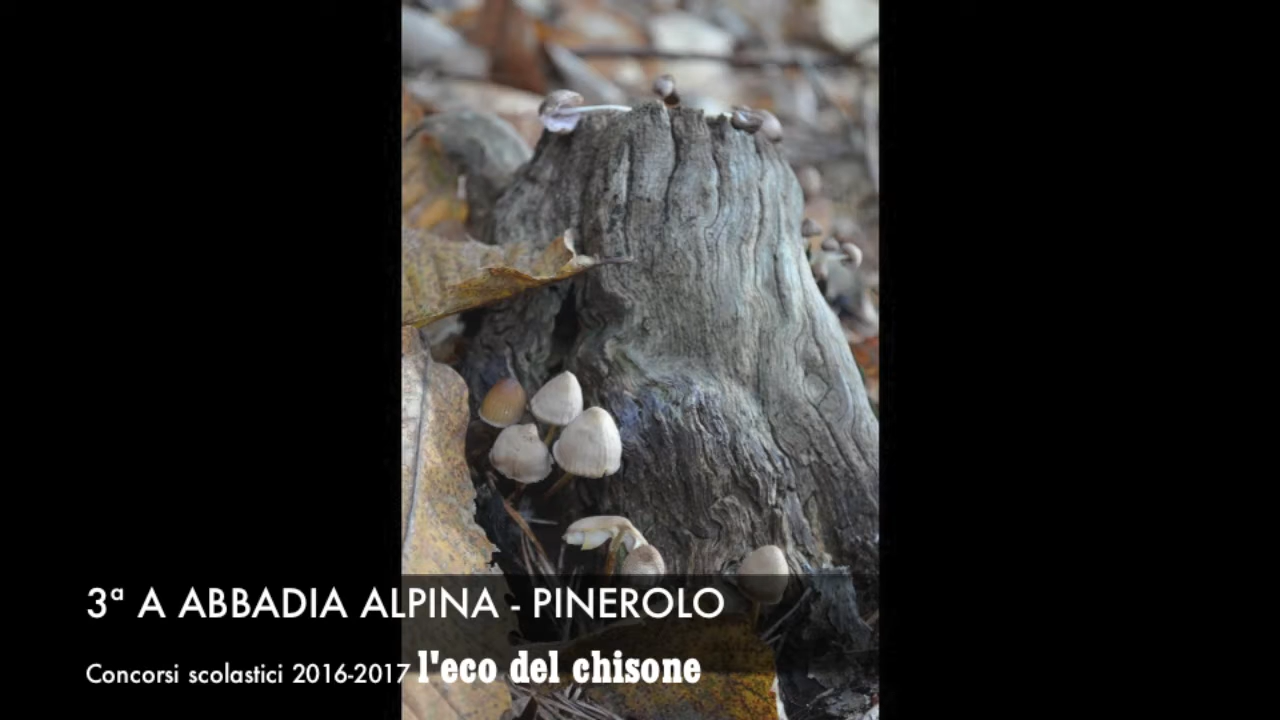 3ª A ABBADIA ALPINA - PINEROLO
Concorsi scolastici 2016-2017 l'eco del chisone